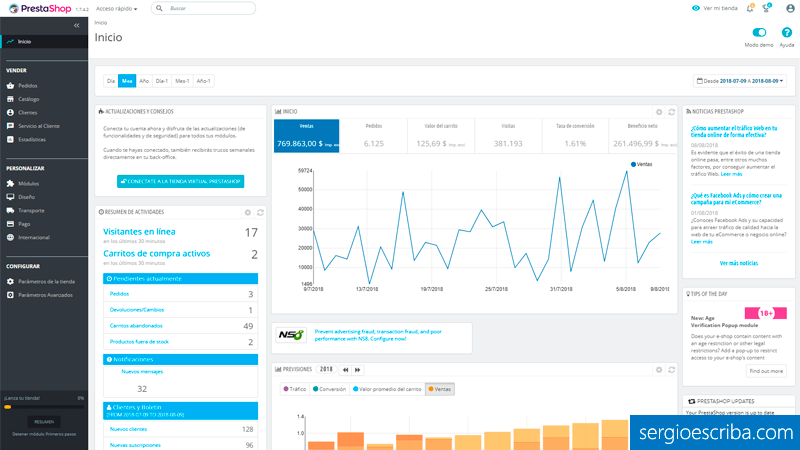 PrestaShop 1.7.4.2
Acceso rápido
Buscar
Ver mi tienda
Inicio
VENDER
Pedidos
Catálogo
Clientes
Servicio al Cliente
Estadísticas
PERSONALIZAR
Módulos
Diseño
Transporte
Pago
Internacional
CONFIGURAR
Parámetros de la tienda
Parámetros Avanzados
¡Lanza tu tienda! 0%
RESUMEN
Detener módulo Primeros pasos
Inicio
Inicio
Modo demo
Ayuda
Día
Mes
Año
Día-1
Mes-1
Año-1
Desde 2018-07-09 A 2018-08-09
ACTUALIZACIONES Y CONSEJOS
Conecta tu cuenta ahora y disfruta de las actualizaciones (de
funcionalidades y de seguridad) para todos tus módulos.
Cuando te hayas conectado, también recibirás trucos semanales
directamente en tu back-office.
CONÉCTATE A LA TIENDA VIRTUAL PRESTASHOP
RESUMEN DE ACTIVIDADES
Visitantes en línea 17
en los últimos 30 minutos
Carritos de compra activos 2
en los últimos 30 minutos
Pendientes actualmente
Pedidos 3
Devoluciones/Cambios 1
Carritos abandonados 49
Productos fuera de stock 2
Notificaciones
Nuevos mensajes
32
Clientes y Boletín
(FROM 2018-07-09 TO 2018-08-09)
Nuevos clientes 128
Nuevas suscripciones 96
INICIO
Ventas
769.863,00 $ Imp. excl
Pedidos
6.125
Valor del carrito
125,69 $ Imp. excl
Visitas
381.193
Tasa de conversión
1.61%
Beneficio neto
261.496,99 $ Imp. excl
Ventas
59724
50000
40000
30000
20000
10000
1496
9/7/2018
13/7/2018
19/7/2018
25/7/2018
31/7/2018
5/8/2018
9/8/2018
NS8
Prevent advertising fraud, transaction fraud, and poor
performance with NS8. Configure now!
PREVISIONES 2018
Tráfico
Conversión
Valor promedio del carrito
Ventas
1.4
1.0
NOTICIAS PRESTASHOP
¿Cómo aumentar el tráfico Web en tu
tienda online de forma efectiva?
08/08/2018
Es evidente que el éxito de una tienda
online pasa, entre otros muchos
factores, por conseguir aumentar el
tráfico Web. Leer más
¿Qué es Facebook Ads y cómo crear una
campaña para mi eCommerce?
01/08/2018
¿Conoces Facebook Ads y su capacidad
para atraer tráfico de calidad hacia la
web de tu eCommerce o negocio online?
Leer más
Ver más noticias
TIPS OF THE DAY
New: Age
Verification Popup module
18+
Does your e-shop contain content
with an age restriction or other legal
restrictions? Add a pop-up to restrict
access to your e-shop's content!
Find out more
PRESTASHOP UPDATES
Your PrestaShop version is up to date
sergioescriba.com